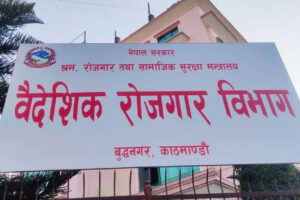 नेपाल सरकार
श्रम, रोजगार तथा सामाजिक सुरक्षा मन्त्रालय
वैदेशिक रोजगार विभाग
बुद्धनगर, काठमाण्डौ